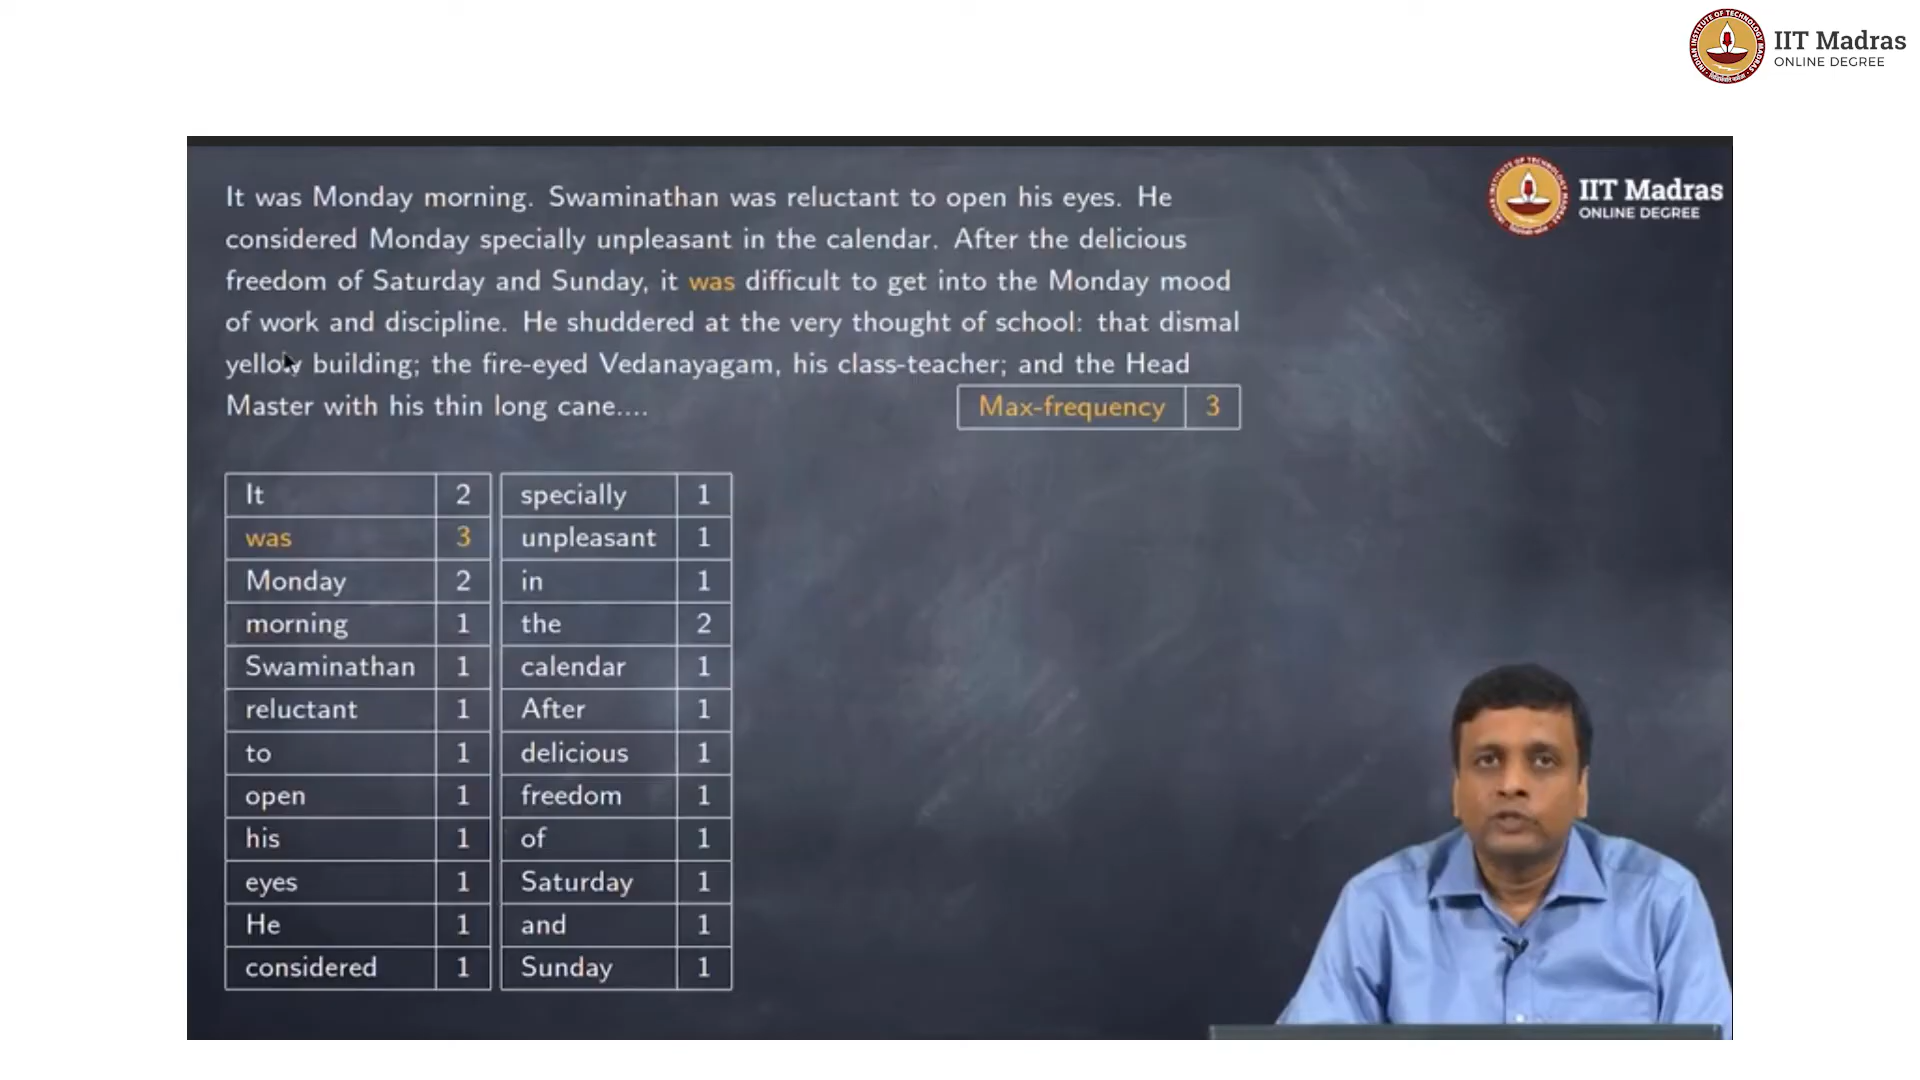 IIT Madras
ONLINE DEGREE
It was Monday morning. Swaminathan was reluctant to open his eyes. He
considered Monday specially unpleasant in the calendar. After the delicious
freedom of Saturday and Sunday, it was difficult to get into the Monday mood
of work and discipline. He shuddered at the very thought of school: that dismal
yellow building; the fire-eyed Vedanayagam, his class-teacher; and the Head
Master with his thin long cane....
Max-frequency 3
IIT Madras
ONLINE DEGREE
It 2 specially 1
was 3 unpleasant 1
Monday 2 in 1
morning 1 the 2
Swaminathan 1 calendar 1
reluctant 1 After 1
to 1 delicious 1
open 1 freedom 1
his 1 of 1
eyes 1 Saturday 1
He 1 and 1
considered 1 Sunday 1